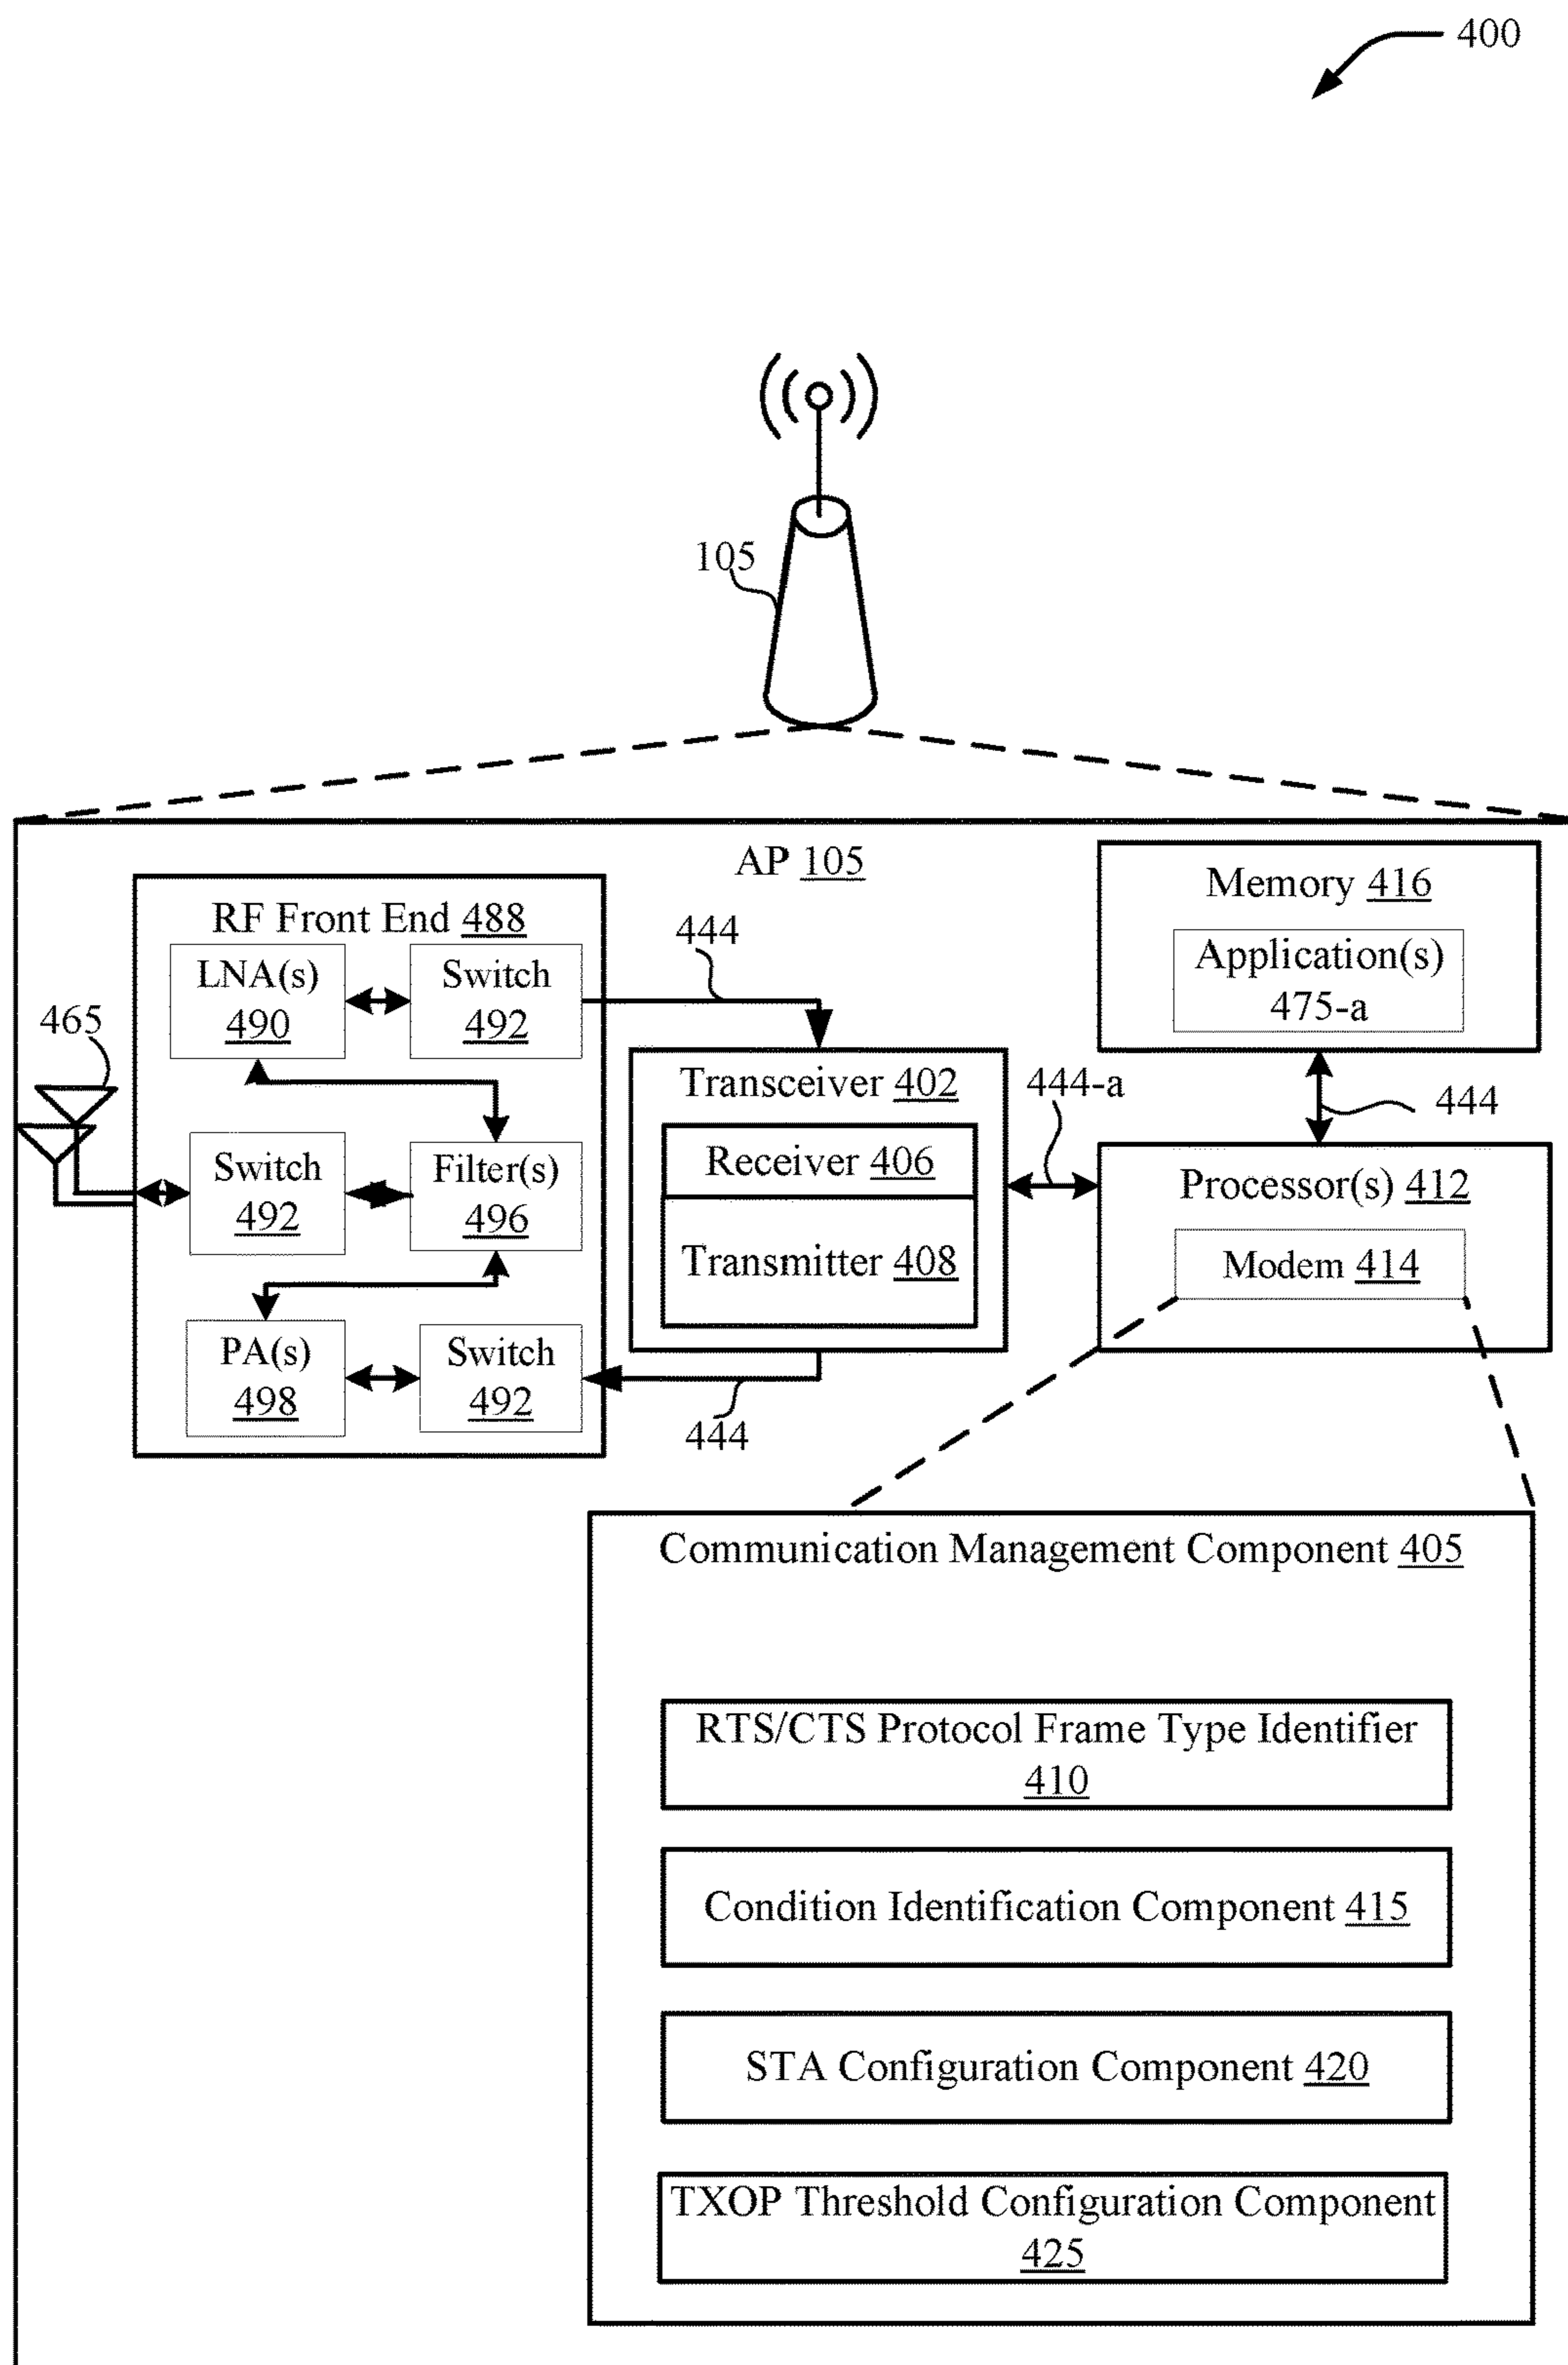 400
105
AP 105
RF Front End 488
LNA(s)
490
Switch
492
444
Memory 416
Application(s)
475-a
465
Transceiver 402
Receiver 406
Transmitter 408
444-a
444
Switch
492
Filter(s)
496
Processor(s) 412
Modem 414
PA(s)
498
Switch
492
444
Communication Management Component 405
RTS/CTS Protocol Frame Type Identifier
410
Condition Identification Component 415
STA Configuration Component 420
TXOP Threshold Configuration Component
425